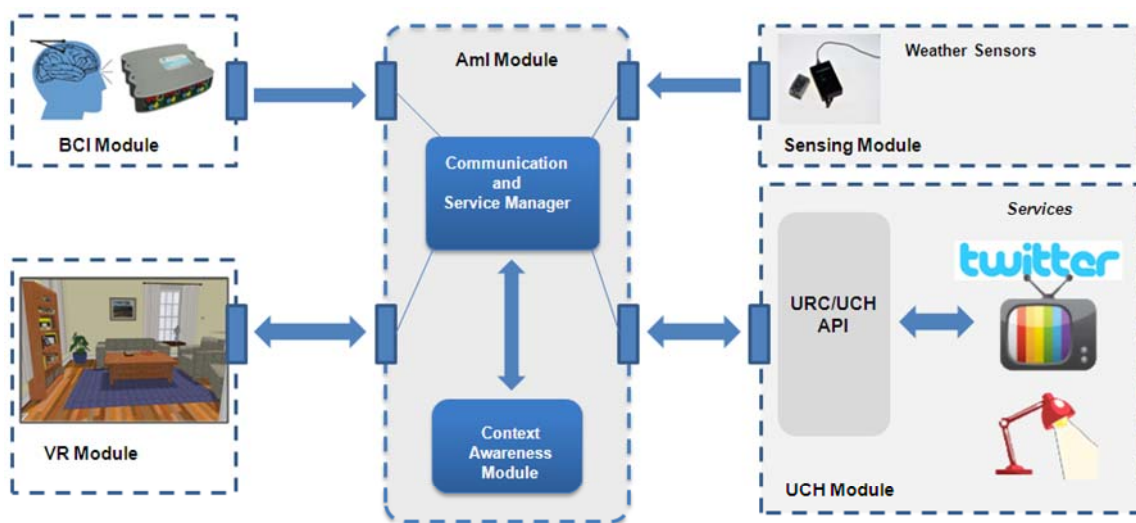 AmI Module
Weather Sensors
BCI Module
Sensing Module
Communication
and
Service Manager
Services
twitter
URC/UCH
API
Context
Awareness
Module
VR Module
UCH Module